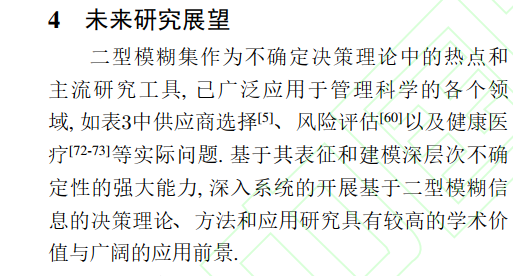 4 未来研究展望
二型模糊集作为不确定决策理论中的热点和
主流研究工具, 已广泛应用于管理科学的各个领
域, 如表3中供应商选择[5]、风险评估[60]以及健康医
疗[72-73]等实际问题. 基于其表征和建模深层次不确
定性的强大能力, 深入系统的开展基于二型模糊信
息的决策理论、方法和应用研究具有较高的学术价
值与广阔的应用前景.